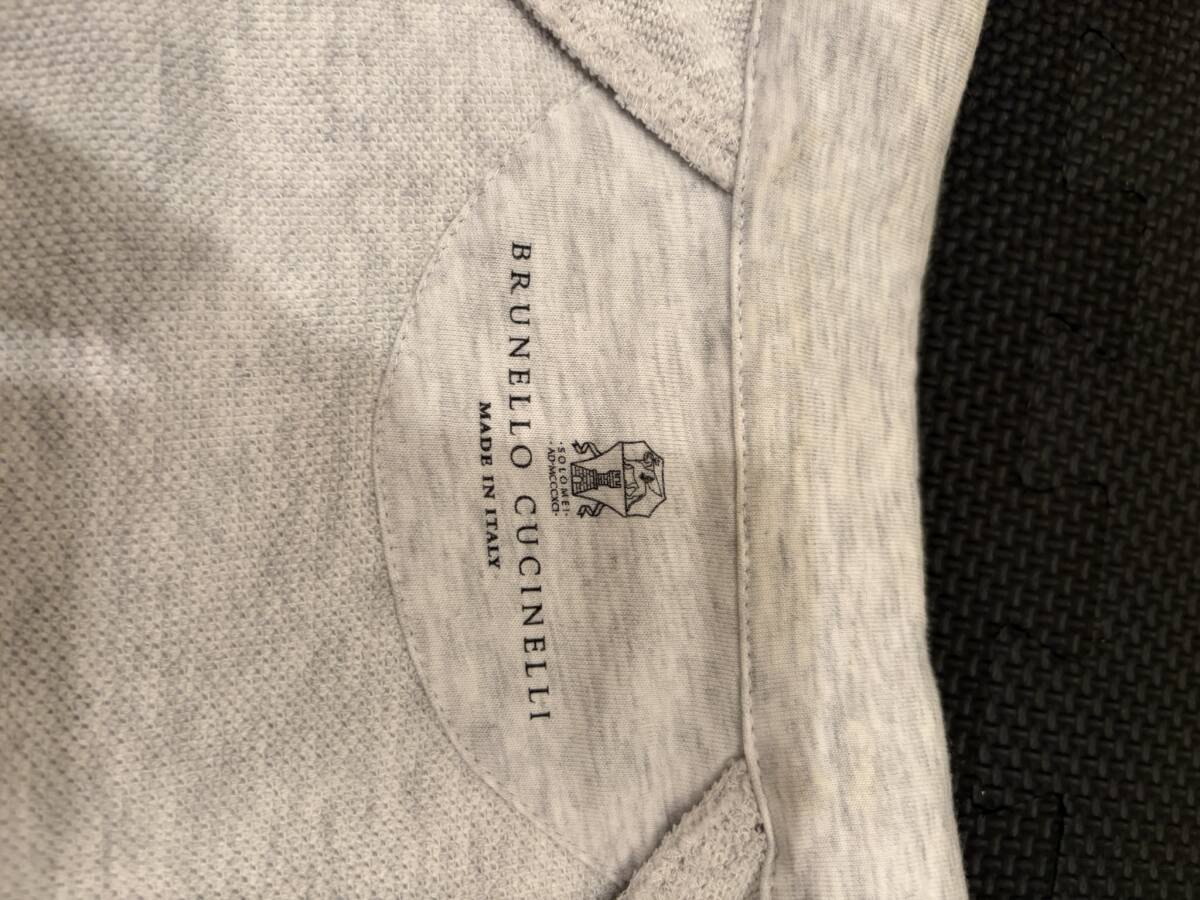 ·SOLOMEI·
·AD·MCCCXCI·
BRUNELLO CUCINELLI
MADE IN ITALY